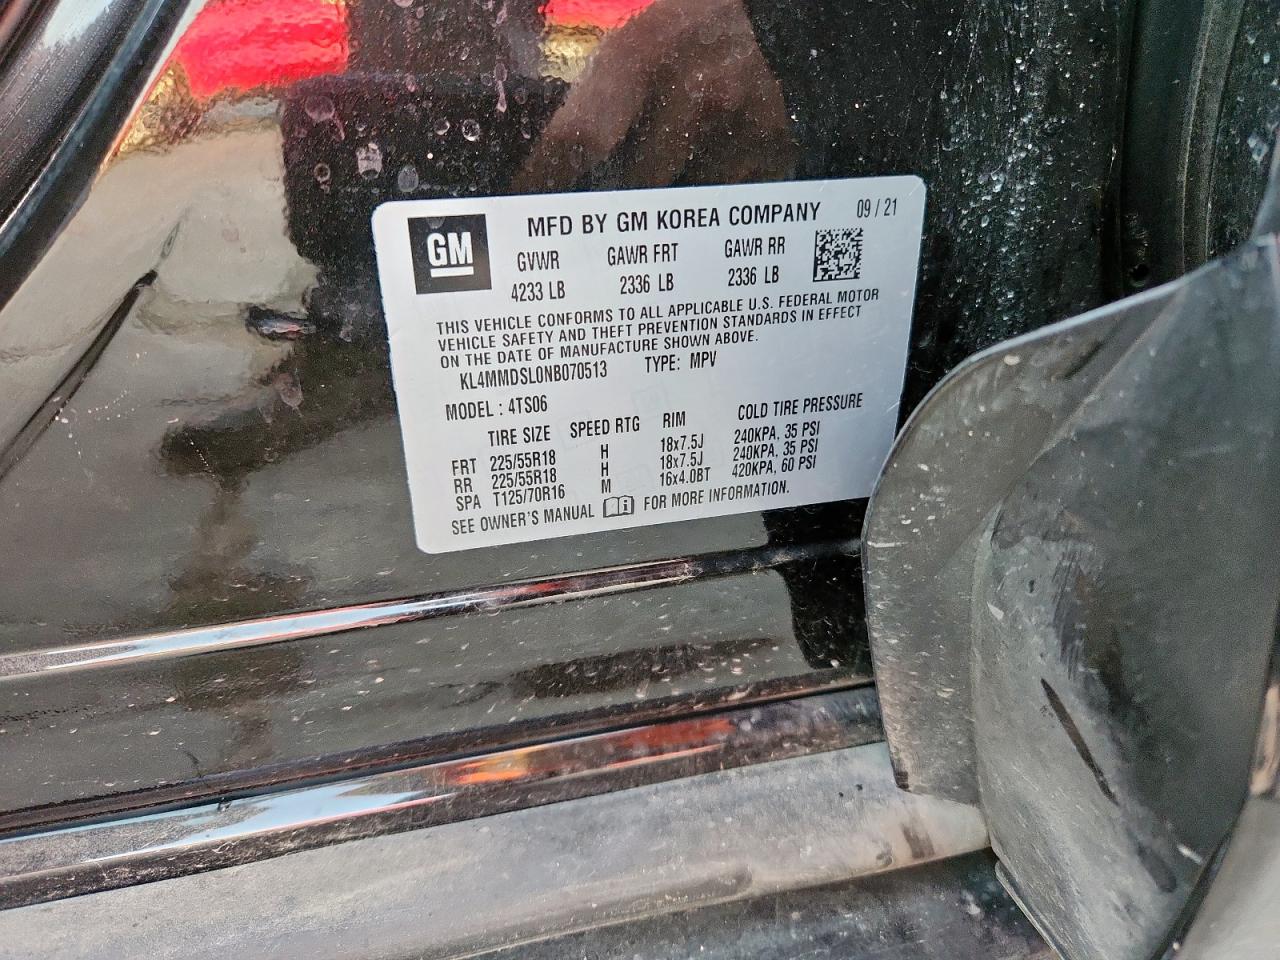 GM
MFD BY GM KOREA COMPANY 09 / 21
GVWR GAWR FRT GAWR RR
4233 LB 2336 LB 2336 LB
THIS VEHICLE CONFORMS TO ALL APPLICABLE U.S. FEDERAL MOTOR
VEHICLE SAFETY AND THEFT PREVENTION STANDARDS IN EFFECT
ON THE DATE OF MANUFACTURE SHOWN ABOVE.
KL4MMDSL0NB070513 TYPE: MPV
MODEL : 4TS06
TIRE SIZE SPEED RTG RIM COLD TIRE PRESSURE
FRT 225/55R18 H 18x7.5J 240KPA, 35 PSI
RR 225/55R18 H 18x7.5J 240KPA, 35 PSI
SPA T125/70R16 M 16x4.0BT 420KPA, 60 PSI
SEE OWNER'S MANUAL i FOR MORE INFORMATION.